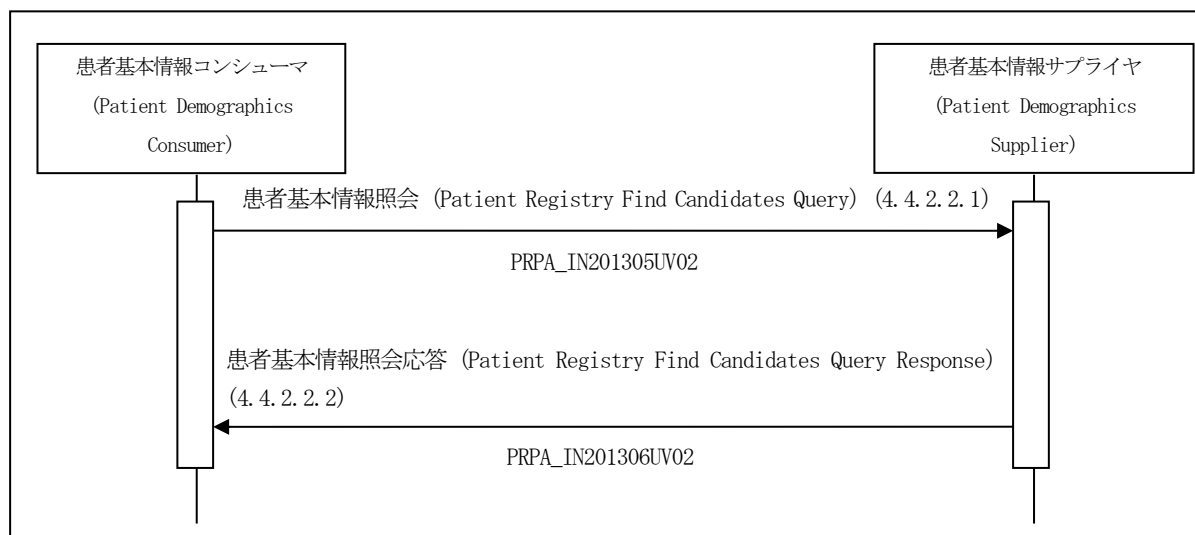 患者基本情報コンシューマ
(Patient Demographics
Consumer)
患者基本情報サプライヤ
(Patient Demographics
Supplier)
患者基本情報照会 (Patient Registry Find Candidates Query) (4.4.2.2.1)
PRPA_IN201305UV02
患者基本情報照会応答 (Patient Registry Find Candidates Query Response)
(4.4.2.2.2)
PRPA_IN201306UV02